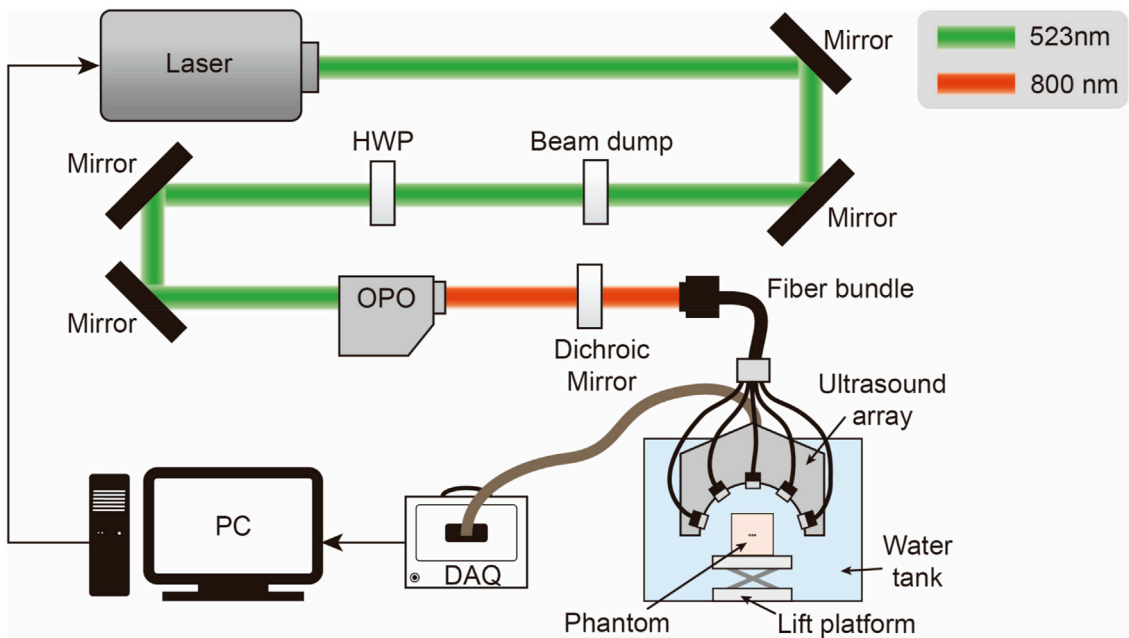 Laser
Mirror
523nm
800 nm
HWP
Beam dump
Mirror
Mirror
OPO
Mirror
Dichroic
Mirror
Fiber bundle
Ultrasound
array
PC
DAQ
Water
tank
Phantom
Lift platform